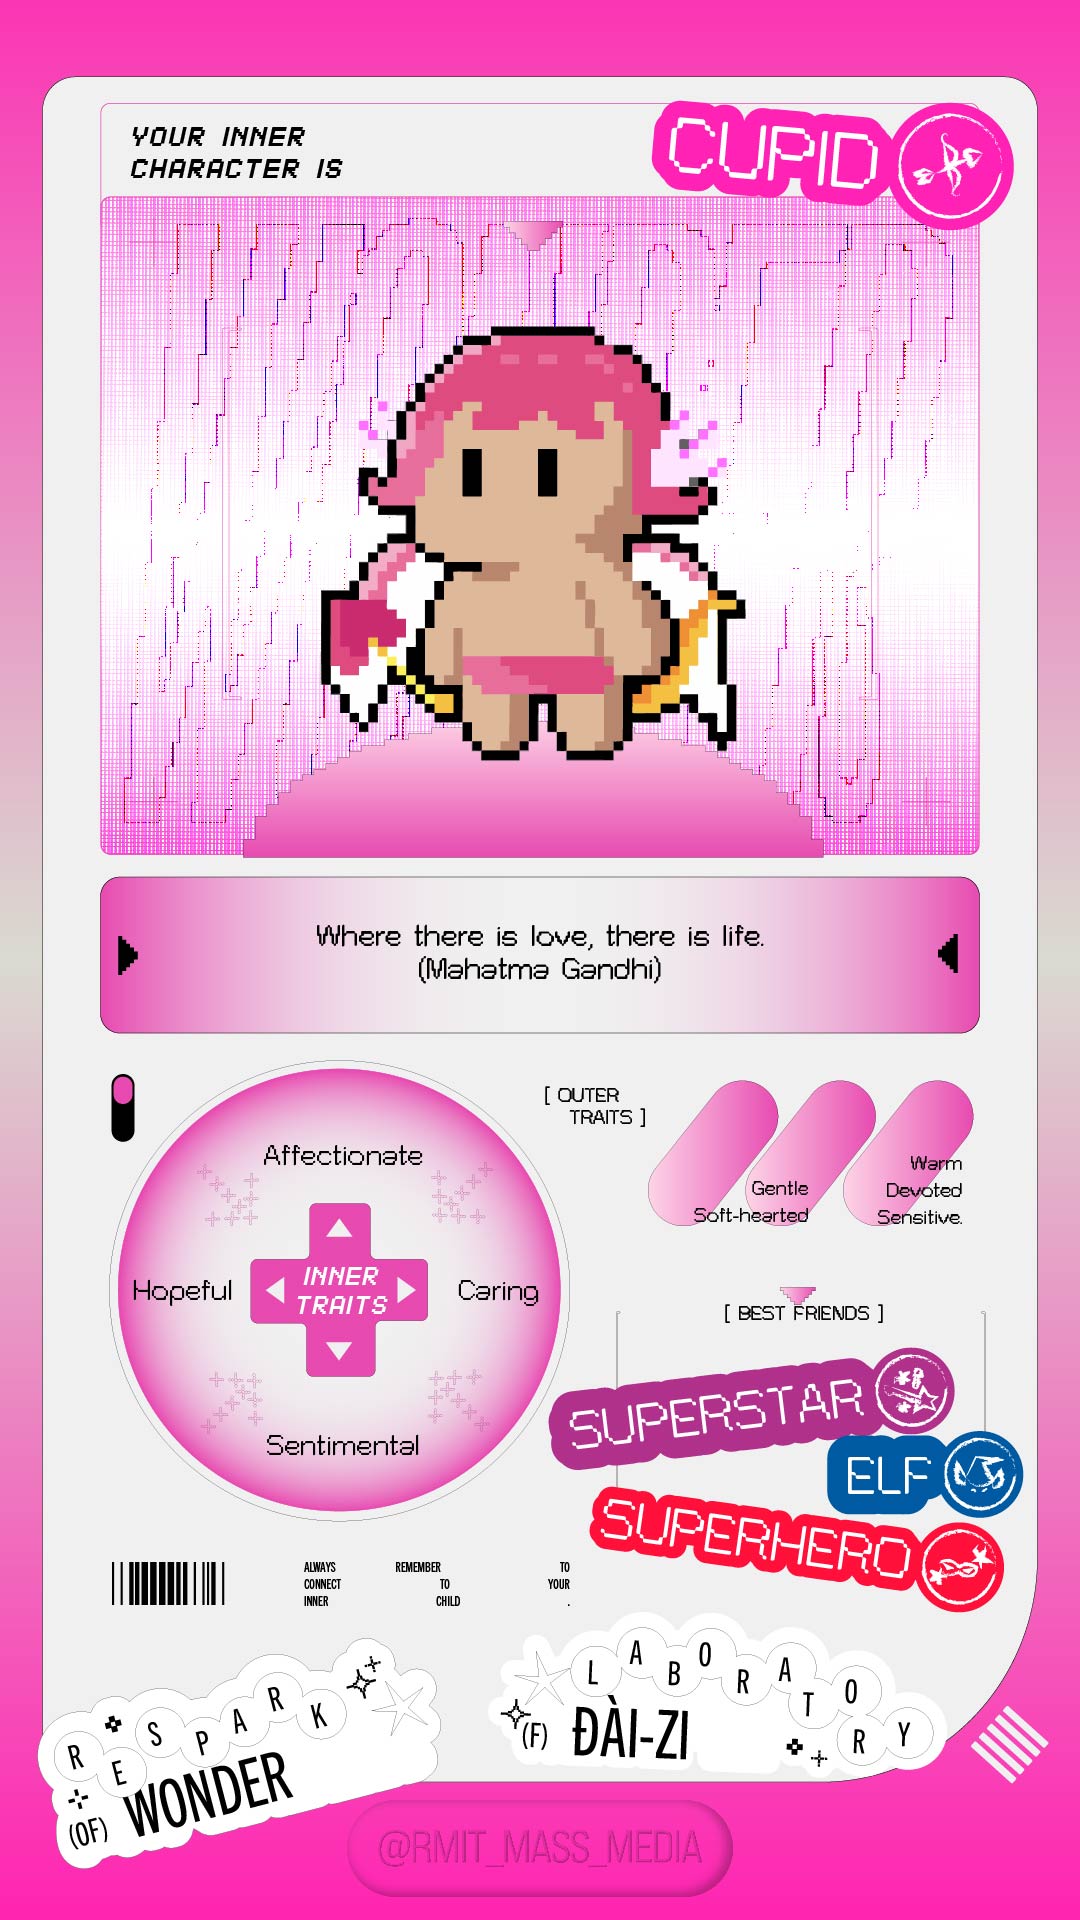 YOUR INNER
CHARACTER IS
CUPID
Where there is love, there is life.
(Mahatma Gandhi)
[ OUTER
TRAITS ]
Gentle
Soft-hearted
Warm
Devoted
Sensitive.
Affectionate
Hopeful
INNER
TRAITS
Caring
Sentimental
[ BEST FRIENDS ]
SUPERSTAR
ELF
SUPERHERO
ALWAYS REMEMBER TO
CONNECT TO YOUR
INNER CHILD .
RESPARK
(OF) WONDER
LABORATORY
(F) ĐÀI-ZI
@RMIT_MASS_MEDIA